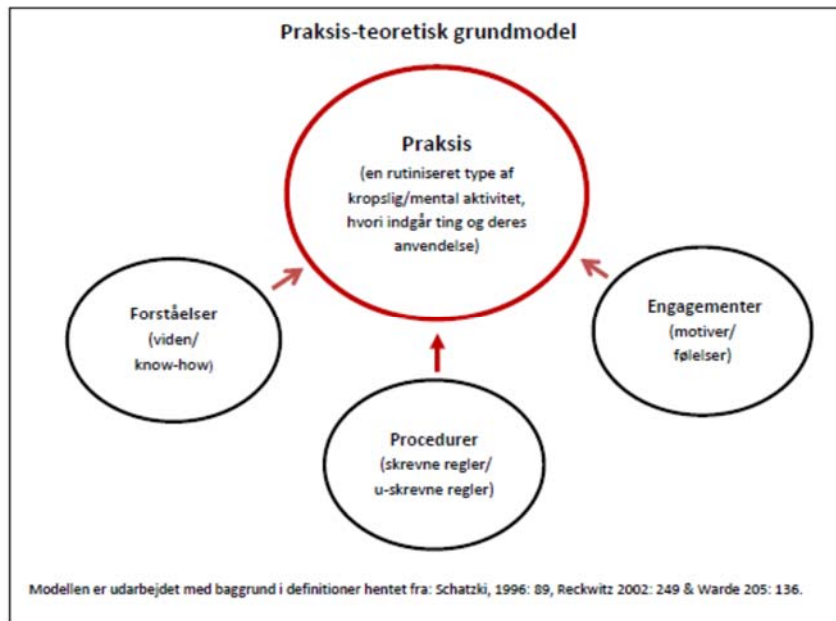 Praksis-teoretisk grundmodel
Praksis
(en rutiniseret type af
kropslig/mental aktivitet,
hvori indgår ting og deres
anvendelse)
Forståelser
(viden/
know-how)
Engagementer
(motiver/
følelser)
Procedurer
(skrevne regler/
u-skrevne regler)
Modellen er udarbejdet med baggrund i definitioner hentet fra: Schatzki, 1996: 89, Reckwitz 2002: 249 & Warde 205: 136.